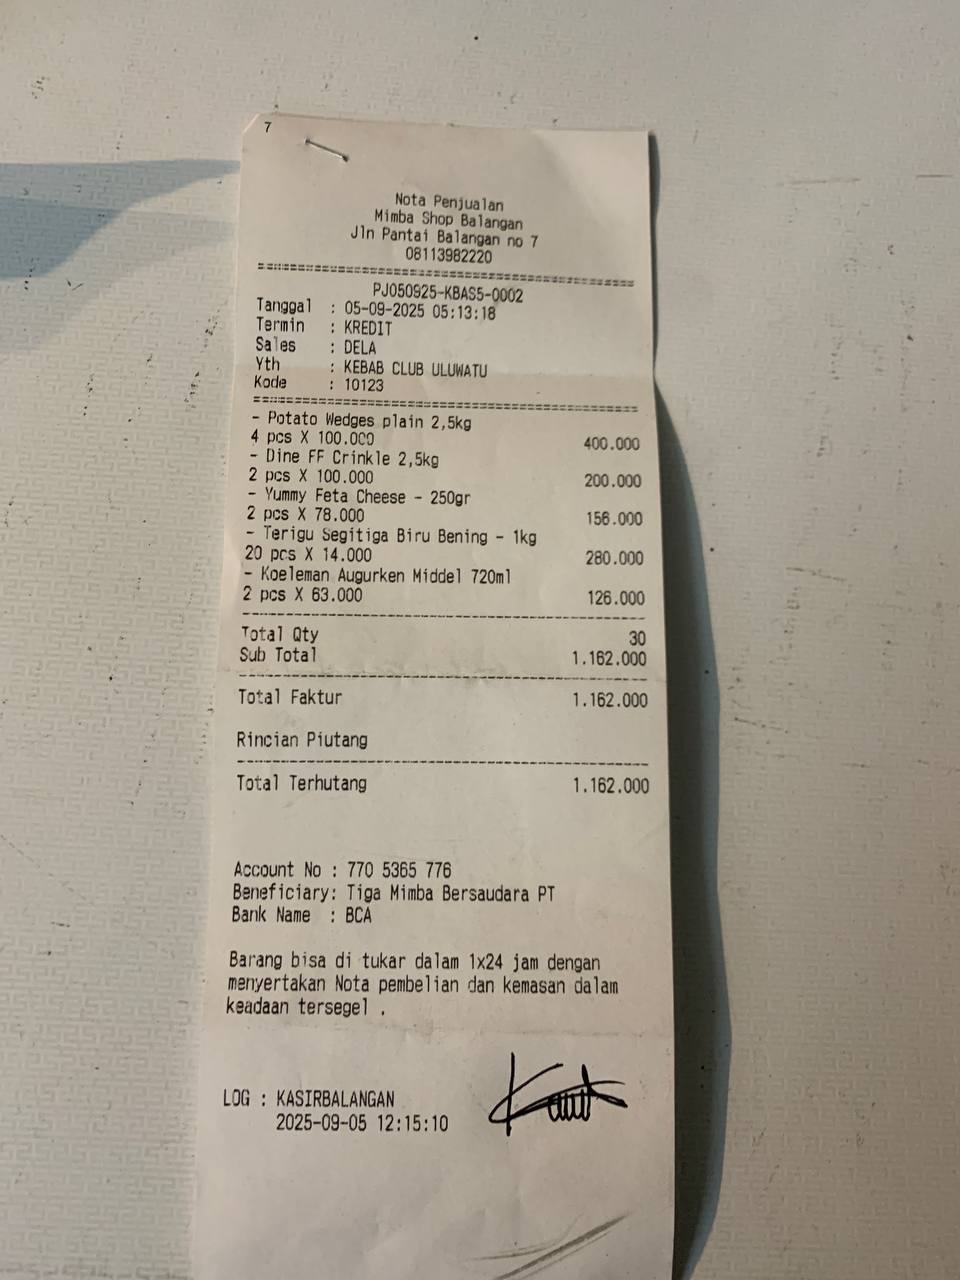 7
Nota Penjualan
Mimba Shop Balangan
Jln Pantai Balangan no 7
08113982220
PJ050925-KBAS5-0002
Tanggal : 05-09-2025 05:13:18
Termin : KREDIT
Sales : DELA
Yth : KEBAB CLUB ULUWATU
Kode : 10123
- Potato Wedges plain 2,5kg
4 pcs X 100.000 400.000
- Dine FF Crinkle 2,5kg
2 pcs X 100.000 200.000
- Yummy Feta Cheese - 250gr
2 pcs X 78.000 156.000
- Terigu Segitiga Biru Bening - 1kg
20 pcs X 14.000 280.000
- Koeleman Augurken Middel 720ml
2 pcs X 63.000 126.000
Total Qty 30
Sub Total 1.162.000
Total Faktur 1.162.000
Rincian Piutang
Total Terhutang 1.162.000
Account No : 770 5365 776
Beneficiary: Tiga Mimba Bersaudara PT
Bank Name : BCA
Barang bisa di tukar dalam 1x24 jam dengan
menyertakan Nota pembelian dan kemasan dalam
keadaan tersegel .
LOG : KASIRBALANGAN
2025-09-05 12:15:10